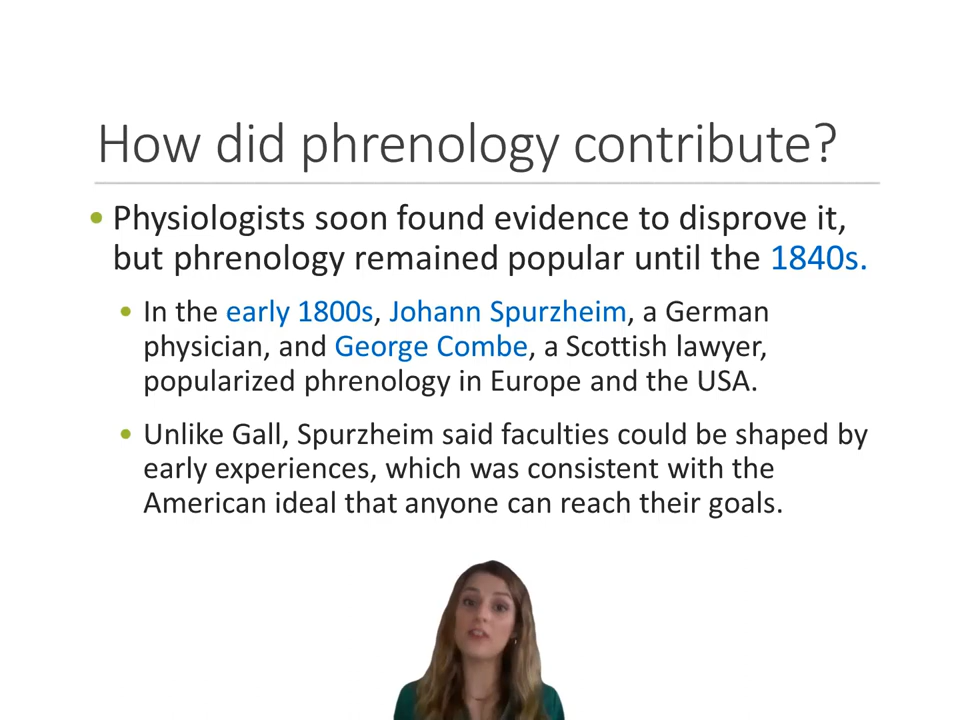 How did phrenology contribute?
• Physiologists soon found evidence to disprove it,
but phrenology remained popular until the 1840s.
• In the early 1800s, Johann Spurzheim, a German
physician, and George Combe, a Scottish lawyer,
popularized phrenology in Europe and the USA.
• Unlike Gall, Spurzheim said faculties could be shaped by
early experiences, which was consistent with the
American ideal that anyone can reach their goals.